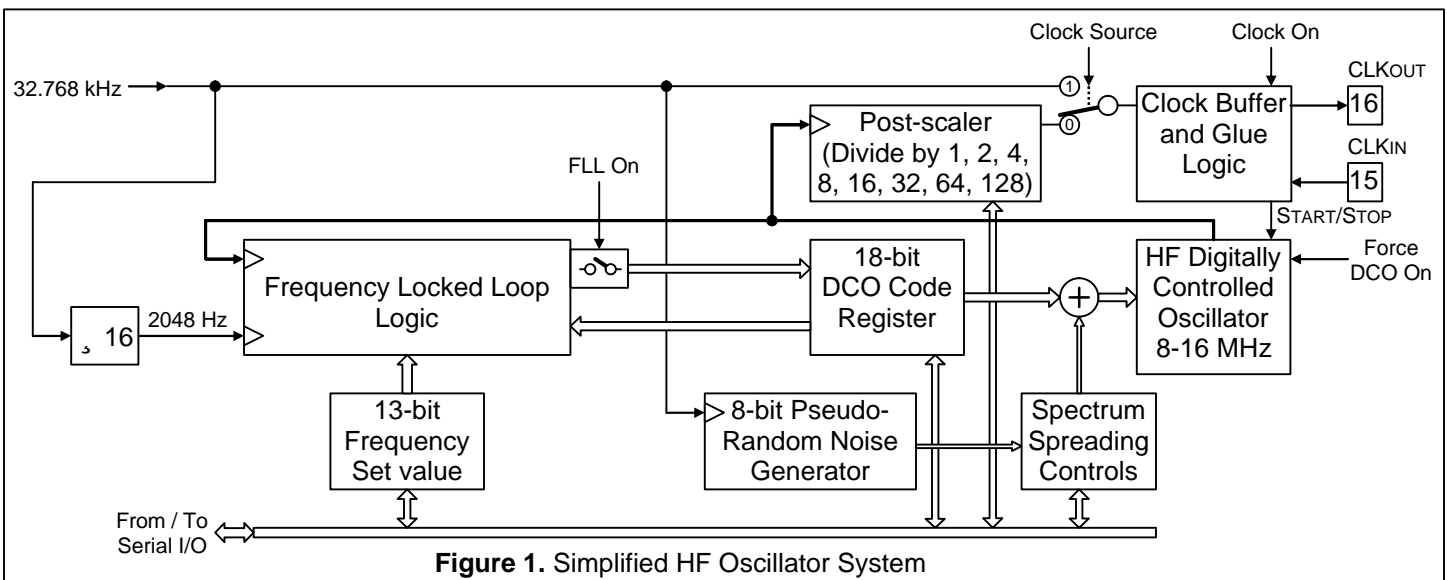 Clock Source
Clock On
32.768 kHz
1
0
CLKOUT
16
CLKIN
15
Post-scaler
(Divide by 1, 2, 4,
8, 16, 32, 64, 128)
Clock Buffer
and Glue
Logic
START/STOP
FLL On
Frequency Locked Loop
Logic
18-bit
DCO Code
Register
+
HF Digitally
Controlled
Oscillator
8-16 MHz
Force
DCO On
16
2048 Hz
13-bit
Frequency
Set value
8-bit Pseudo-
Random Noise
Generator
Spectrum
Spreading
Controls
From / To
Serial I/O
Figure 1. Simplified HF Oscillator System